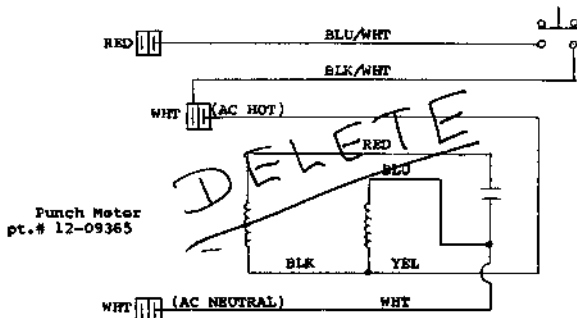 RED
BLU/WHT
BLK/WHT
WHT
(AC HOT)
DELETE
RED
BLU
Punch Motor
pt.# 12-09365
BLK
YEL
WHT
(AC NEUTRAL)
WHT